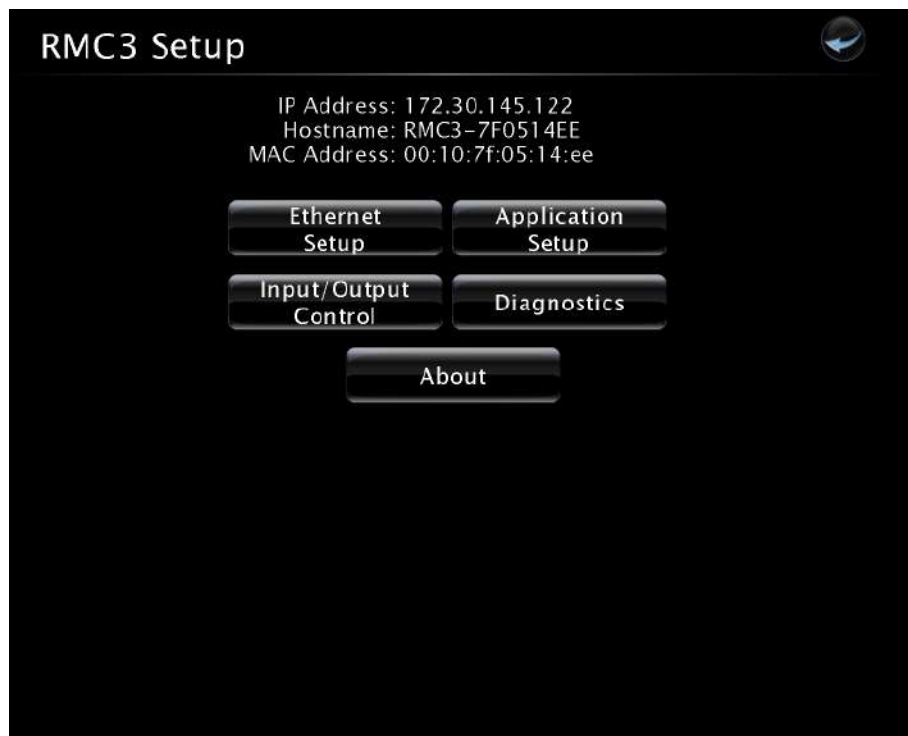 RMC3 Setup
IP Address: 172.30.145.122
Hostname: RMC3-7F0514EE
MAC Address: 00:10:7f:05:14:ee
Ethernet
Setup
Application
Setup
Input/Output
Control
Diagnostics
About